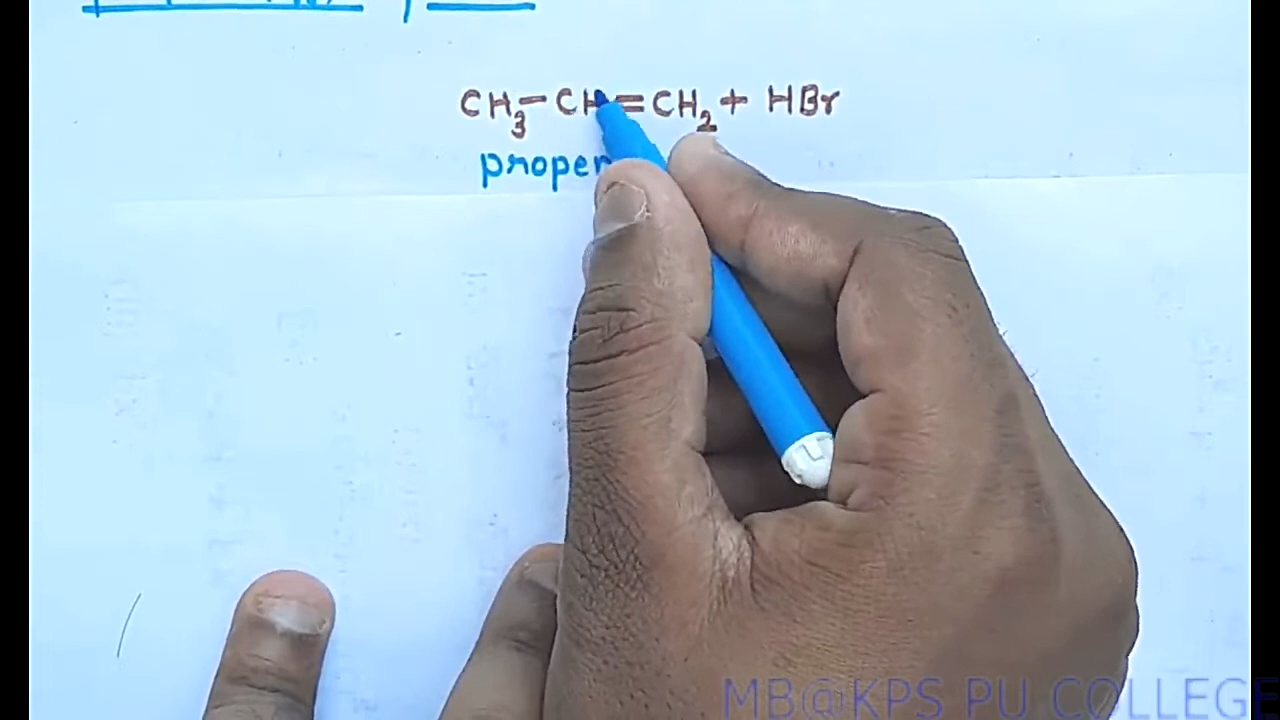 CH₃-CH=CH₂ + HBr
proper
MB@KPS PU COLLEGE